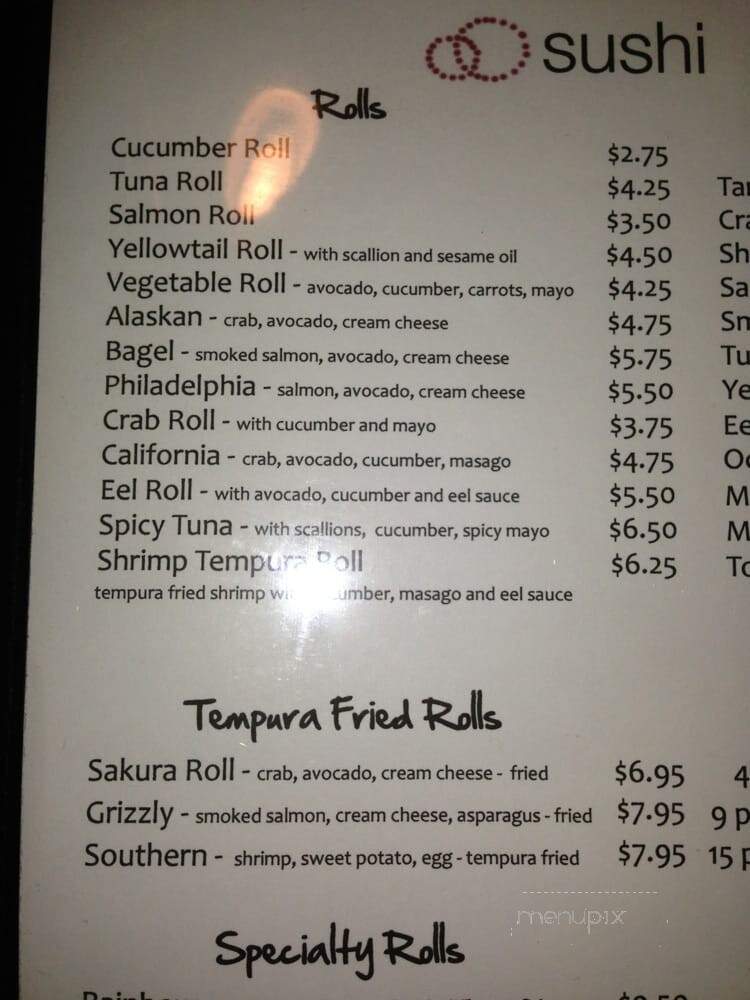 sushi
Rolls
Cucumber Roll $2.75
Tuna Roll $4.25
Salmon Roll $3.50
Yellowtail Roll - with scallion and sesame oil $4.50
Vegetable Roll - avocado, cucumber, carrots, mayo $4.25
Alaskan - crab, avocado, cream cheese $4.75
Bagel - smoked salmon, avocado, cream cheese $5.75
Philadelphia - salmon, avocado, cream cheese $5.50
Crab Roll - with cucumber and mayo $3.75
California - crab, avocado, cucumber, masago $4.75
Eel Roll - with avocado, cucumber and eel sauce $5.50
Spicy Tuna - with scallions, cucumber, spicy mayo $6.50
Shrimp Tempura Roll $6.25
tempura fried shrimp masago and eel sauce
Tempura Fried Rolls
Sakura Roll - crab, avocado, cream cheese - fried $6.95 4
Grizzly - smoked salmon, cream cheese, asparagus - fried $7.95 9 p
Southern - shrimp, sweet potato, egg - tempura fried $7.95 15 p
menupix
Specialty Rolls